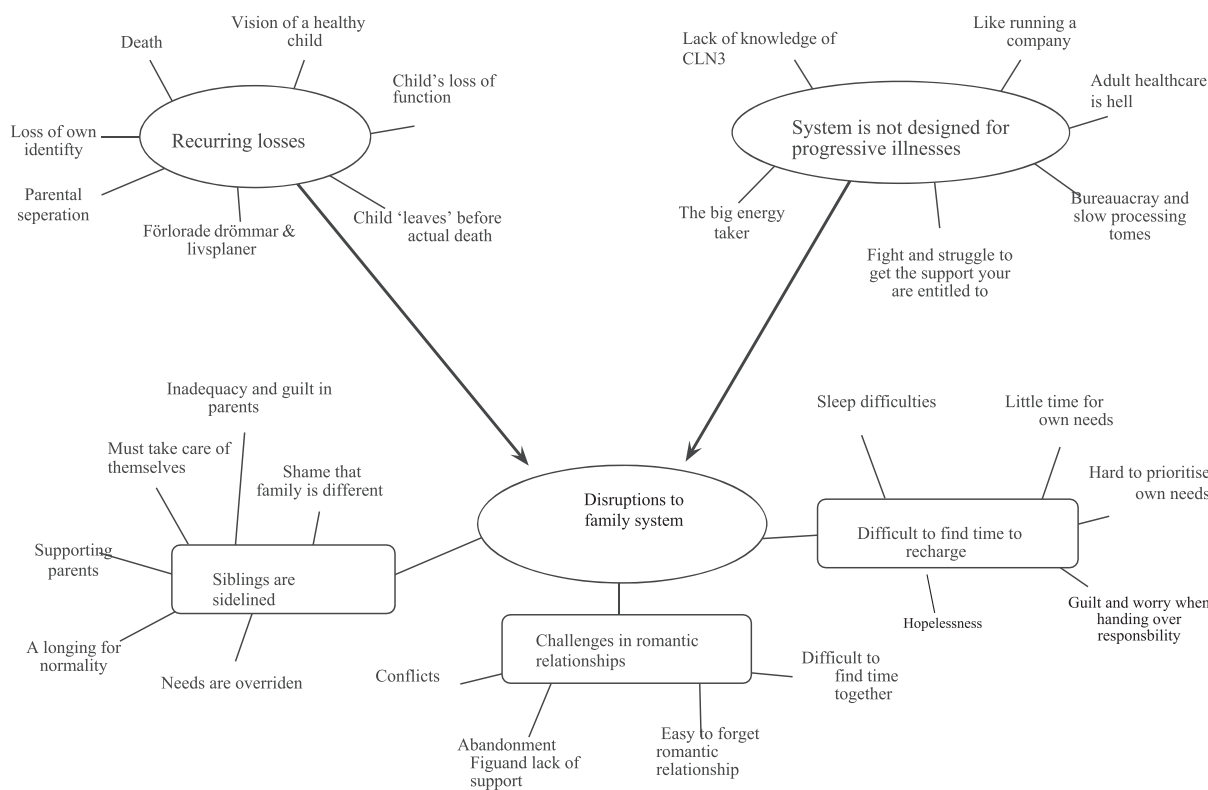 Death
Vision of a healthy
child
Child’s loss of
function
Loss of own
identifty
Recurring losses
Parental
seperation
Förlorade drömmar &
livsplaner
Child ‘leaves’ before
actual death
Lack of knowledge of
CLN3
Like running a
company
Adult healthcare
is hell
System is not designed for
progressive illnesses
The big energy
taker
Bureauacray and
slow processing
tomes
Fight and struggle to
get the support your
are entitled to
Inadequacy and guilt in
parents
Must take care of
themselves
Shame that
family is different
Supporting
parents
Siblings are
sidelined
A longing for
normality
Needs are overriden
Disruptions to
family system
Challenges in romantic
relationships
Conflicts
Abandonment
Figuand lack of
support
Easy to forget
romantic
relationship
Difficult to
find time
together
Sleep difficulties
Little time for
own needs
Hard to prioritise
own needs
Difficult to find time to
recharge
Hopelessness
Guilt and worry when
handing over
responsbility